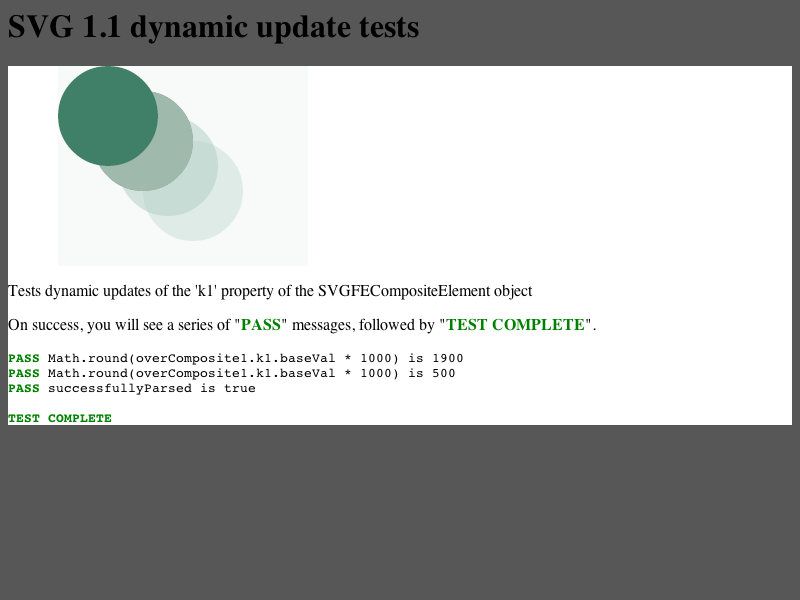 SVG 1.1 dynamic update tests
Tests dynamic updates of the 'k1' property of the SVGFECompositeElement object
On success, you will see a series of "PASS" messages, followed by "TEST COMPLETE".
PASS Math.round(overComposite1.k1.baseVal * 1000) is 1900
PASS Math.round(overComposite1.k1.baseVal * 1000) is 500
PASS successfullyParsed is true
TEST COMPLETE